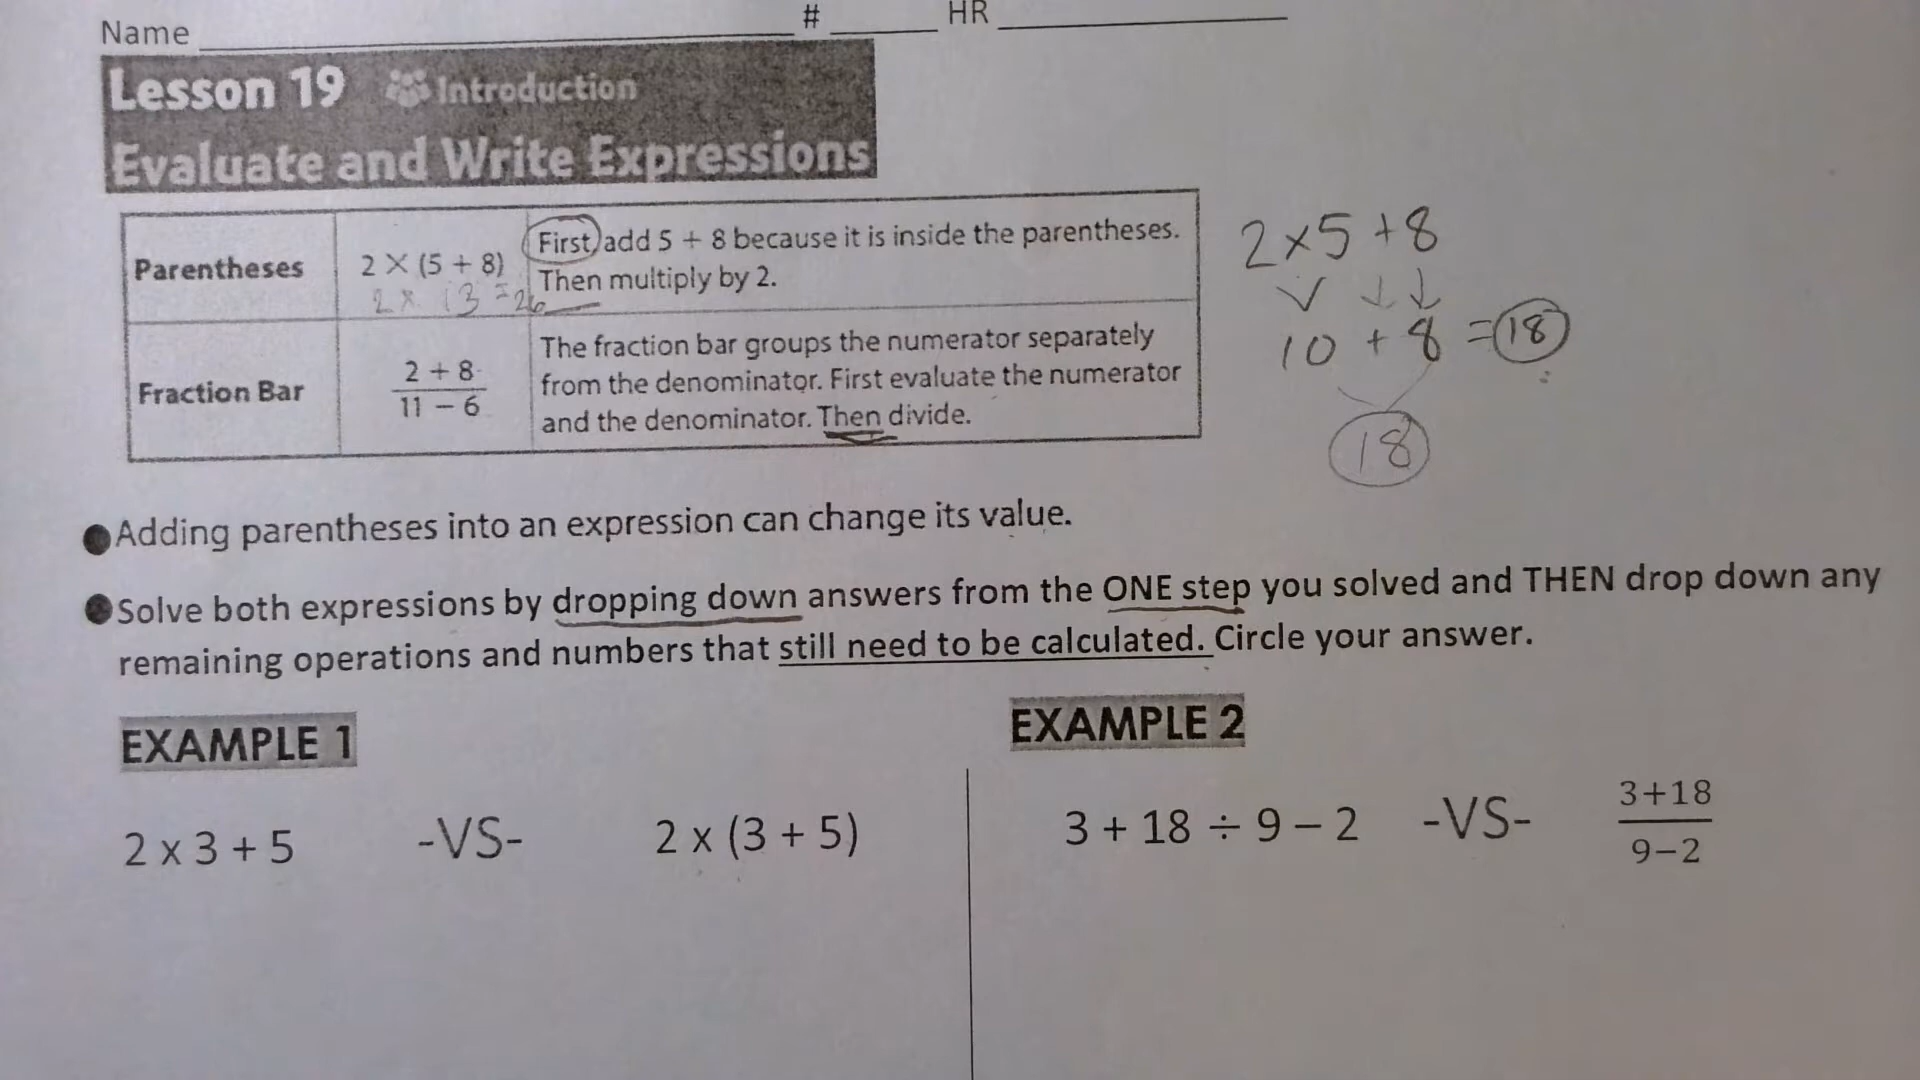 Name # HR
Lesson 19 Introduction
Evaluate and Write Expressions
Parentheses
2 × (5 + 8)
2 × 13 = 26
First add 5 + 8 because it is inside the parentheses.
Then multiply by 2.
Fraction Bar
2 + 8
11 − 6
The fraction bar groups the numerator separately
from the denominator. First evaluate the numerator
and the denominator. Then divide.
2 × 5 + 8
10 + 8 = 18
18
Adding parentheses into an expression can change its value.
Solve both expressions by dropping down answers from the ONE step you solved and THEN drop down any
remaining operations and numbers that still need to be calculated. Circle your answer.
EXAMPLE 1
2 x 3 + 5 -VS- 2 x (3 + 5)
EXAMPLE 2
3 + 18 ÷ 9 – 2 -VS- 3+18
9−2